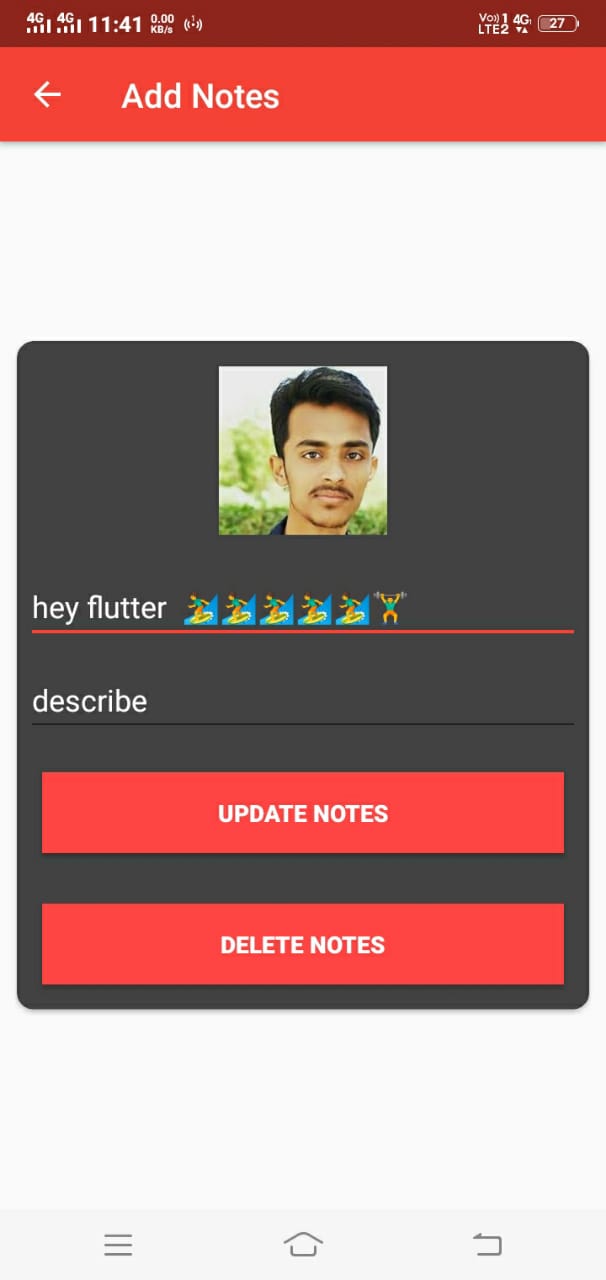 4G 4G 11:41 0.00 KB/s
Vo)) 1 4G LTE2 27
Add Notes
hey flutter 🏄🏄🏄🏄🏄🏋
describe
UPDATE NOTES
DELETE NOTES